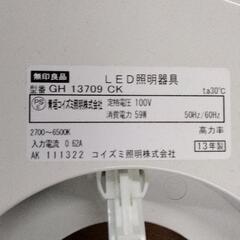 無印良品 LED照明器具
型番 GH 13709 CK ta30℃
PS E 青垣コイズミ照明株式会社 定格電圧 100V
消費電力 59W 50Hz/60Hz
2700～6500K 高力率
入力電流 0.62A 13年製
AK 111322 コイズミ照明株式会社